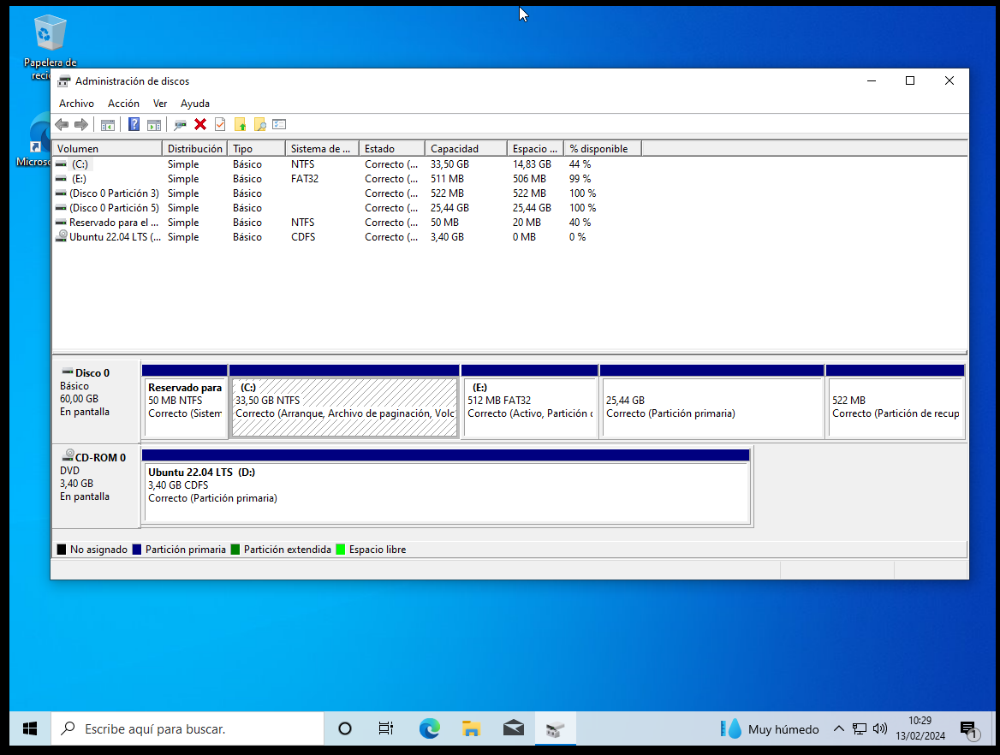 Papelera de
reci
Microso
Administración de discos
Archivo Acción Ver Ayuda
Volumen Distribución Tipo Sistema de ... Estado Capacidad Espacio ... % disponible
(C:) Simple Básico NTFS Correcto (... 33,50 GB 14,83 GB 44 %
(E:) Simple Básico FAT32 Correcto (... 511 MB 506 MB 99 %
(Disco 0 Partición 3) Simple Básico Correcto (... 522 MB 522 MB 100 %
(Disco 0 Partición 5) Simple Básico Correcto (... 25,44 GB 25,44 GB 100 %
Reservado para el ... Simple Básico NTFS Correcto (... 50 MB 20 MB 40 %
Ubuntu 22.04 LTS (... Simple Básico CDFS Correcto (... 3,40 GB 0 MB 0 %
Disco 0
Básico
60,00 GB
En pantalla
Reservado para
50 MB NTFS
Correcto (Sistem
(C:)
33,50 GB NTFS
Correcto (Arranque, Archivo de paginación, Volc
(E:)
512 MB FAT32
Correcto (Activo, Partición d
25,44 GB
Correcto (Partición primaria)
522 MB
Correcto (Partición de recup
CD-ROM 0
DVD
3,40 GB
En pantalla
Ubuntu 22.04 LTS (D:)
3,40 GB CDFS
Correcto (Partición primaria)
No asignado Partición primaria Partición extendida Espacio libre
Escribe aquí para buscar.
Muy húmedo
10:29
13/02/2024
1